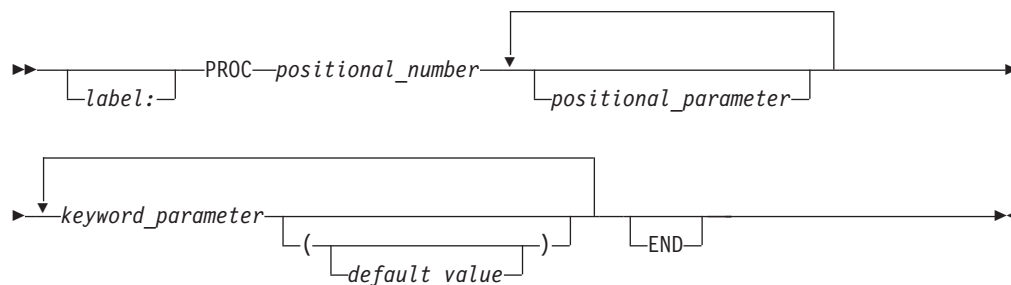 PROC positional_number
label:
positional_parameter
keyword_parameter
( ) END
default value